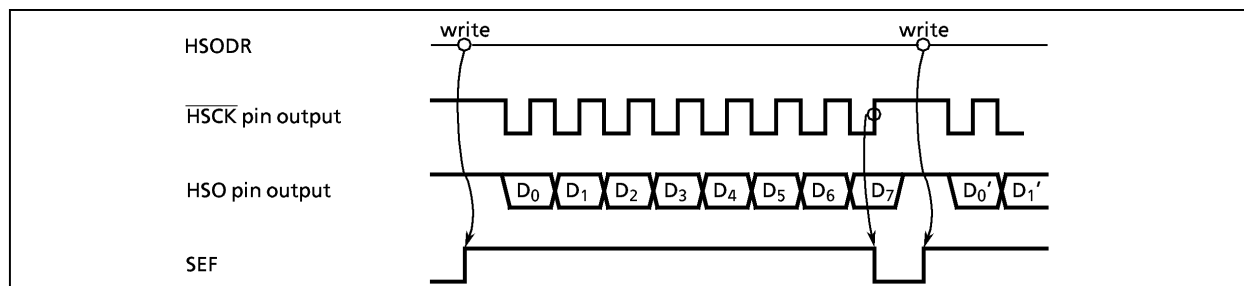 write write
HSODR
H̅S̅C̅K̅ pin output
HSO pin output D₀ D₁ D₂ D₃ D₄ D₅ D₆ D₇ D₀′ D₁′
SEF